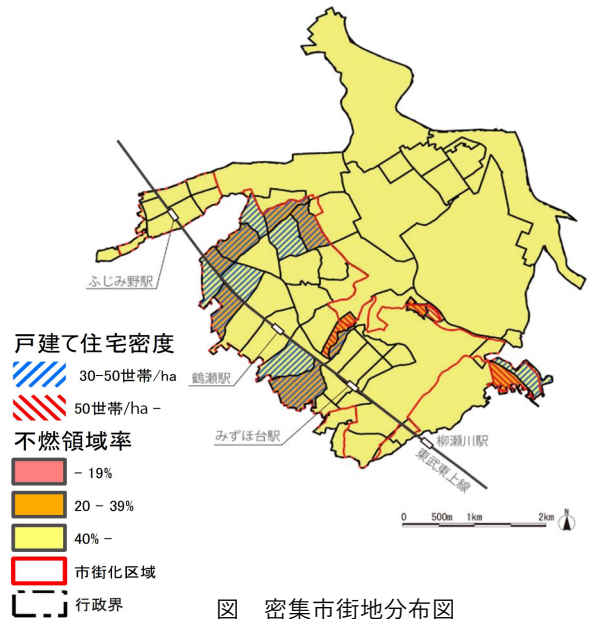 ふじみ野駅
戸建て住宅密度
30-50世帯/ha
50世帯/ha -
鶴瀬駅
みずほ台駅
柳瀬川駅
東武東上線
不燃領域率
- 19%
20 - 39%
40% -
市街化区域
行政界
0 500m 1km 2km
N
図 密集市街地分布図